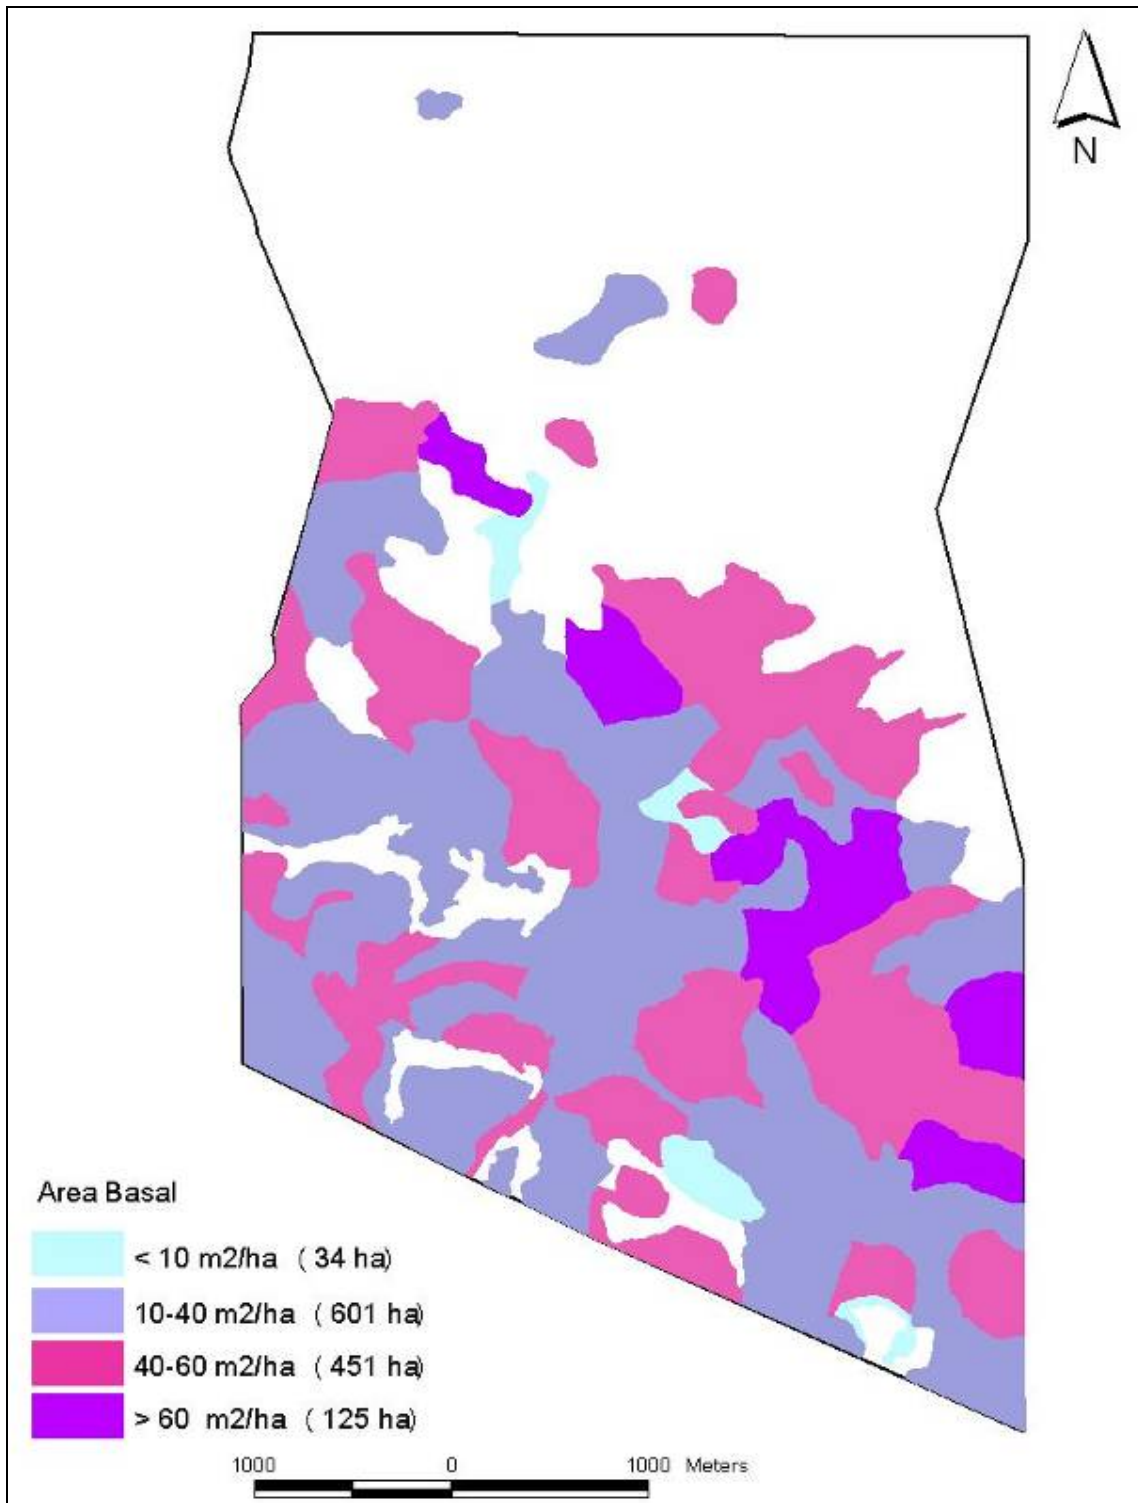 N
Area Basal
< 10 m2/ha ( 34 ha)
10-40 m2/ha ( 601 ha)
40-60 m2/ha ( 451 ha)
> 60 m2/ha ( 125 ha)
1000 0 1000 Meters